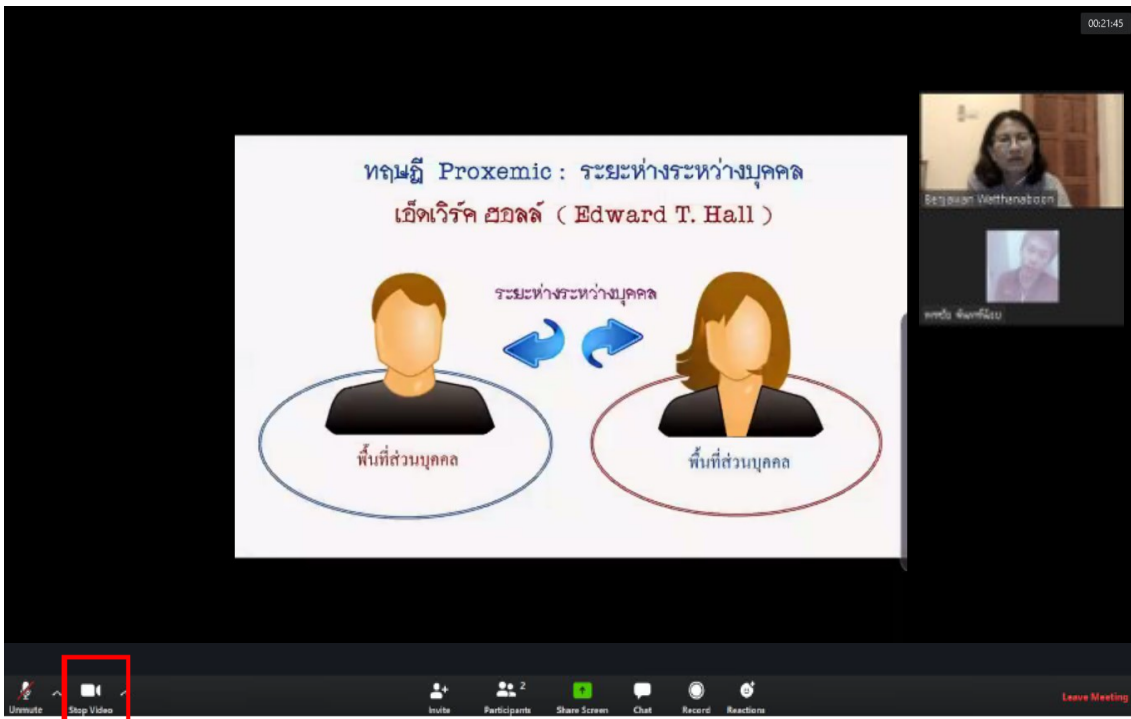 00:21:45
ทฤษฎี Proxemic : ระยะห่างระหว่างบุคคล
เอ็ดเวิร์ด ฮอลล์ ( Edward T. Hall )
ระยะห่างระหว่างบุคคล
พื้นที่ส่วนบุคคล
พื้นที่ส่วนบุคคล
Benjawan Watthanaboon
Unmute
Stop Video
Invite
Participants 2
Share Screen
Chat
Record
Reactions
Leave Meeting